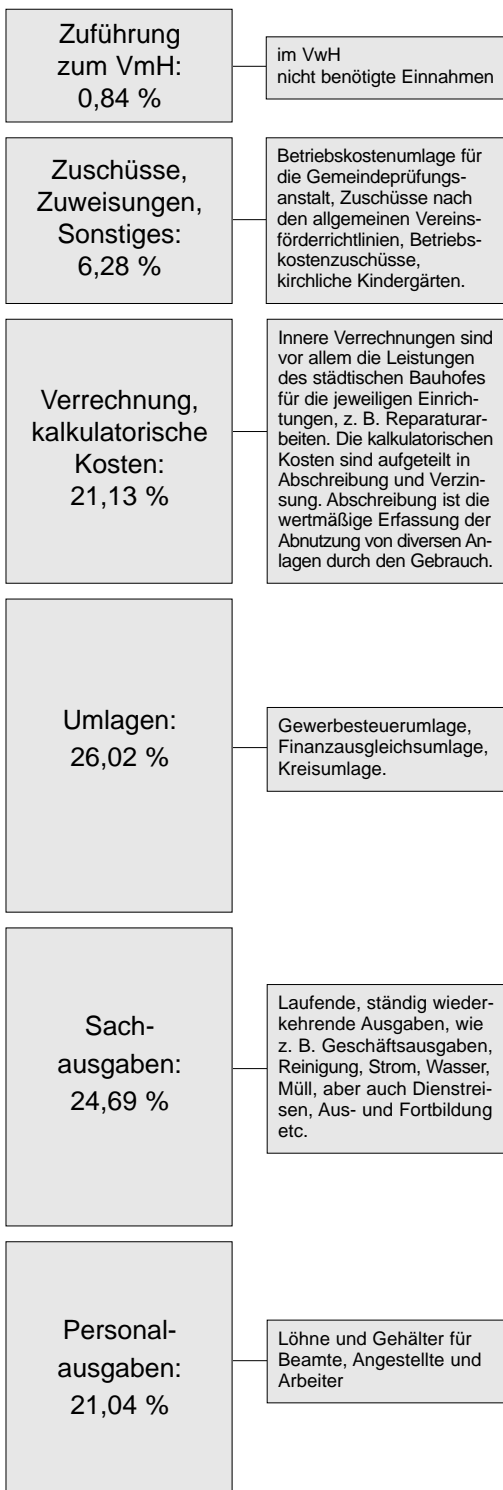 Zuführung
zum VmH:
0,84 %
im VwH
nicht benötigte Einnahmen
Zuschüsse,
Zuweisungen,
Sonstiges:
6,28 %
Betriebskostenumlage für
die Gemeindeprüfungs-
anstalt, Zuschüsse nach
den allgemeinen Vereins-
förderrichtlinien, Betriebs-
kostenzuschüsse,
kirchliche Kindergärten.
Verrechnung,
kalkulatorische
Kosten:
21,13 %
Innere Verrechnungen sind
vor allem die Leistungen
des städtischen Bauhofes
für die jeweiligen Einrich-
tungen, z. B. Reparaturar-
beiten. Die kalkulatorischen
Kosten sind aufgeteilt in
Abschreibung und Verzin-
sung. Abschreibung ist die
wertmäßige Erfassung der
Abnutzung von diversen An-
lagen durch den Gebrauch.
Umlagen:
26,02 %
Gewerbesteuerumlage,
Finanzausgleichsumlage,
Kreisumlage.
Sach-
ausgaben:
24,69 %
Laufende, ständig wieder-
kehrende Ausgaben, wie
z. B. Geschäftsausgaben,
Reinigung, Strom, Wasser,
Müll, aber auch Dienstrei-
sen, Aus- und Fortbildung
etc.
Personal-
ausgaben:
21,04 %
Löhne und Gehälter für
Beamte, Angestellte und
Arbeiter